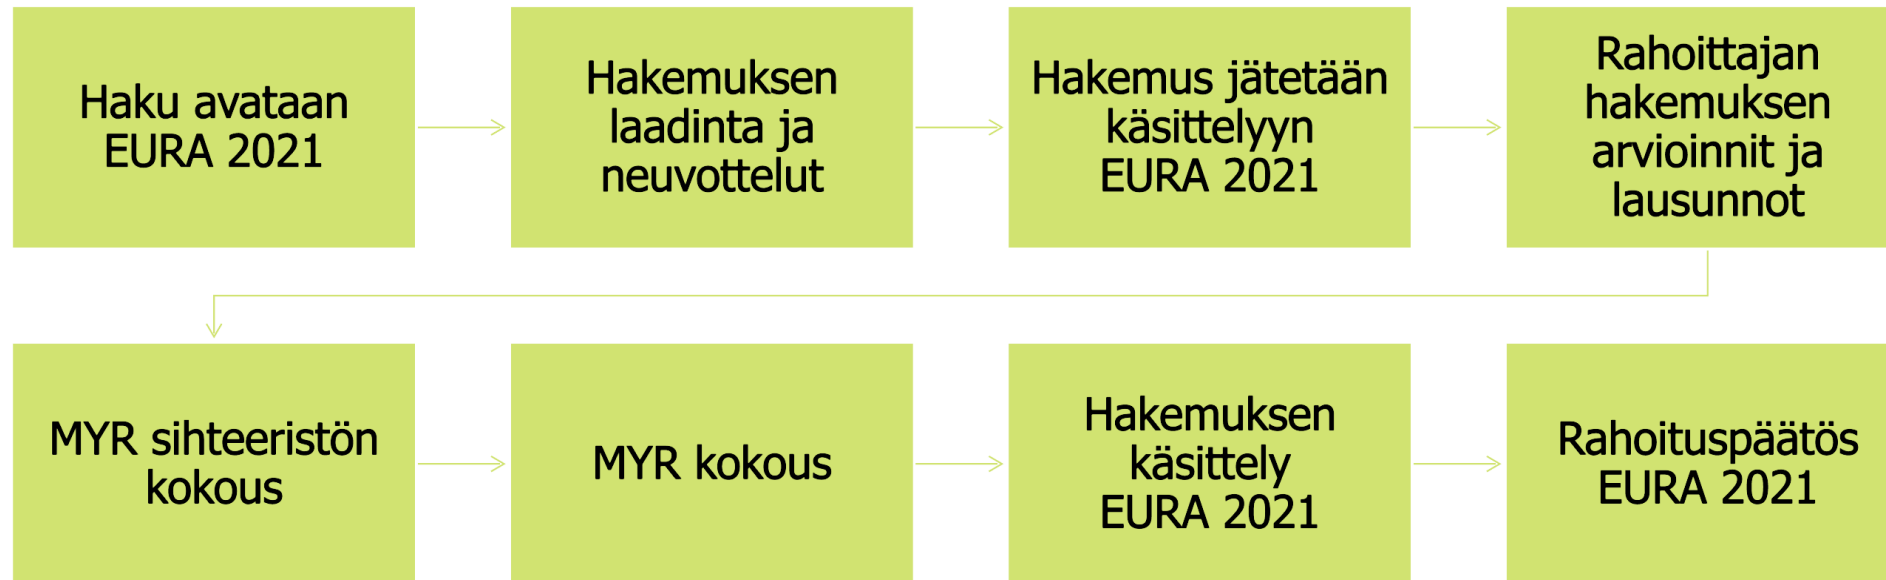 Haku avataan
EURA 2021
Hakemuksen
laadinta ja
neuvottelut
Hakemus jätetään
käsittelyyn
EURA 2021
Rahoittajan
hakemuksen
arvioinnit ja
lausunnot
MYR sihteeristön
kokous
MYR kokous
Hakemuksen
käsittely
EURA 2021
Rahoituspäätös
EURA 2021